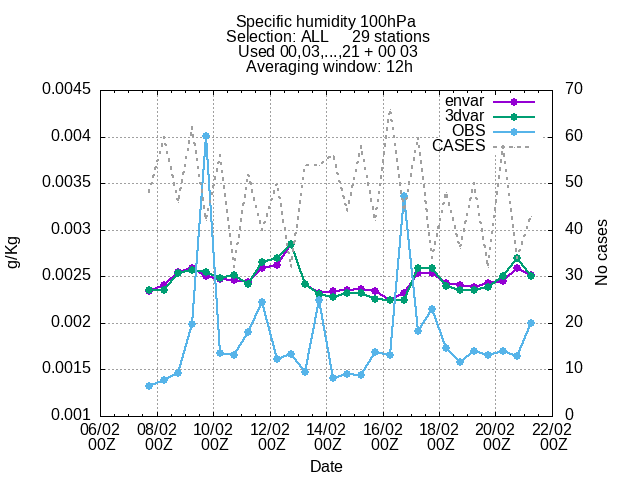 Specific humidity 100hPa
Selection: ALL 29 stations
Used 00,03,...,21 + 00 03
Averaging window: 12h
envar
3dvar
OBS
CASES
0.0045
0.004
0.0035
0.003
0.0025
0.002
0.0015
0.001
70
60
50
40
30
20
10
0
g/Kg
No cases
06/02 08/02 10/02 12/02 14/02 16/02 18/02 20/02 22/02
00Z 00Z 00Z 00Z 00Z 00Z 00Z 00Z 00Z
Date